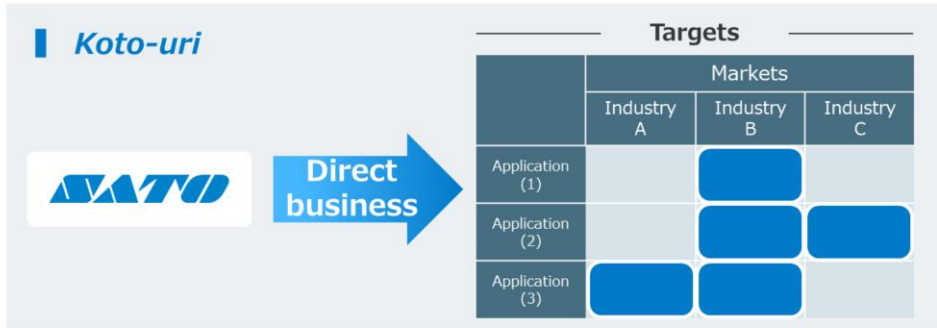 Koto-uri
Targets
Markets
Industry
A
Industry
B
Industry
C
SATO
Direct
business
Application
(1)
Application
(2)
Application
(3)